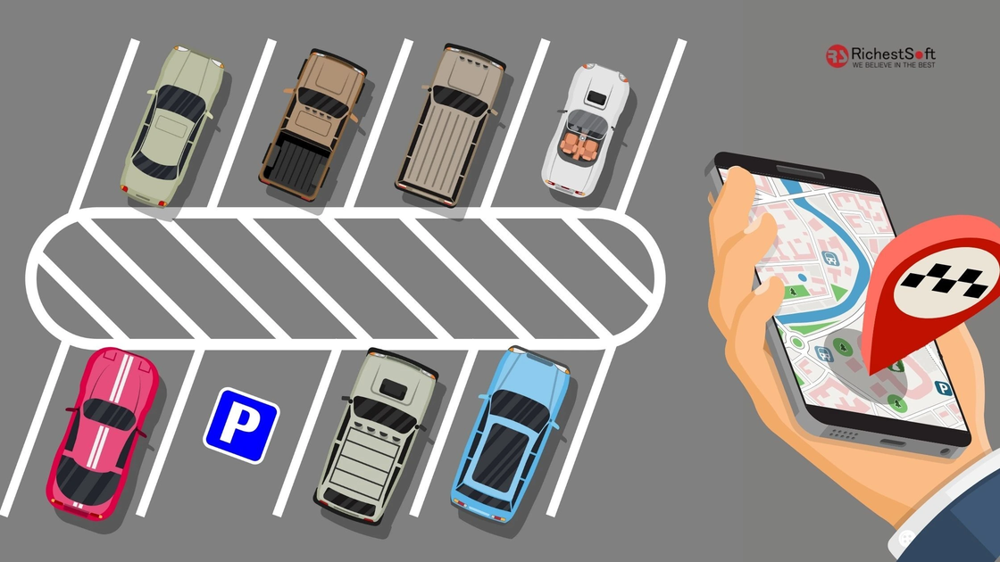 RichestSoft
WE BELIEVE IN THE BEST
P
P